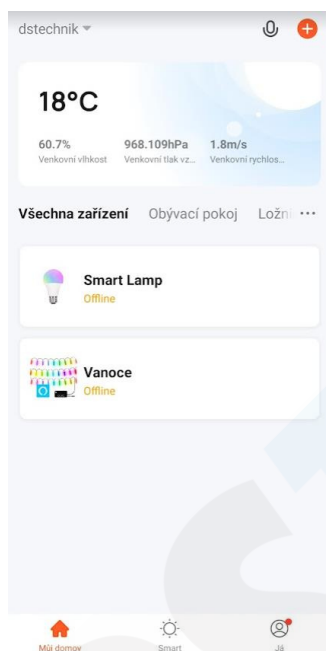 dstechnik
18°C
60.7% 968.109hPa 1.8m/s
Venkovní vlhkost Venkovní tlak vz... Venkovní rychlos...
Všechna zařízení Obývací pokoj Ložni
Smart Lamp
Offline
Vanoce
Offline
Můj domov Smart Já